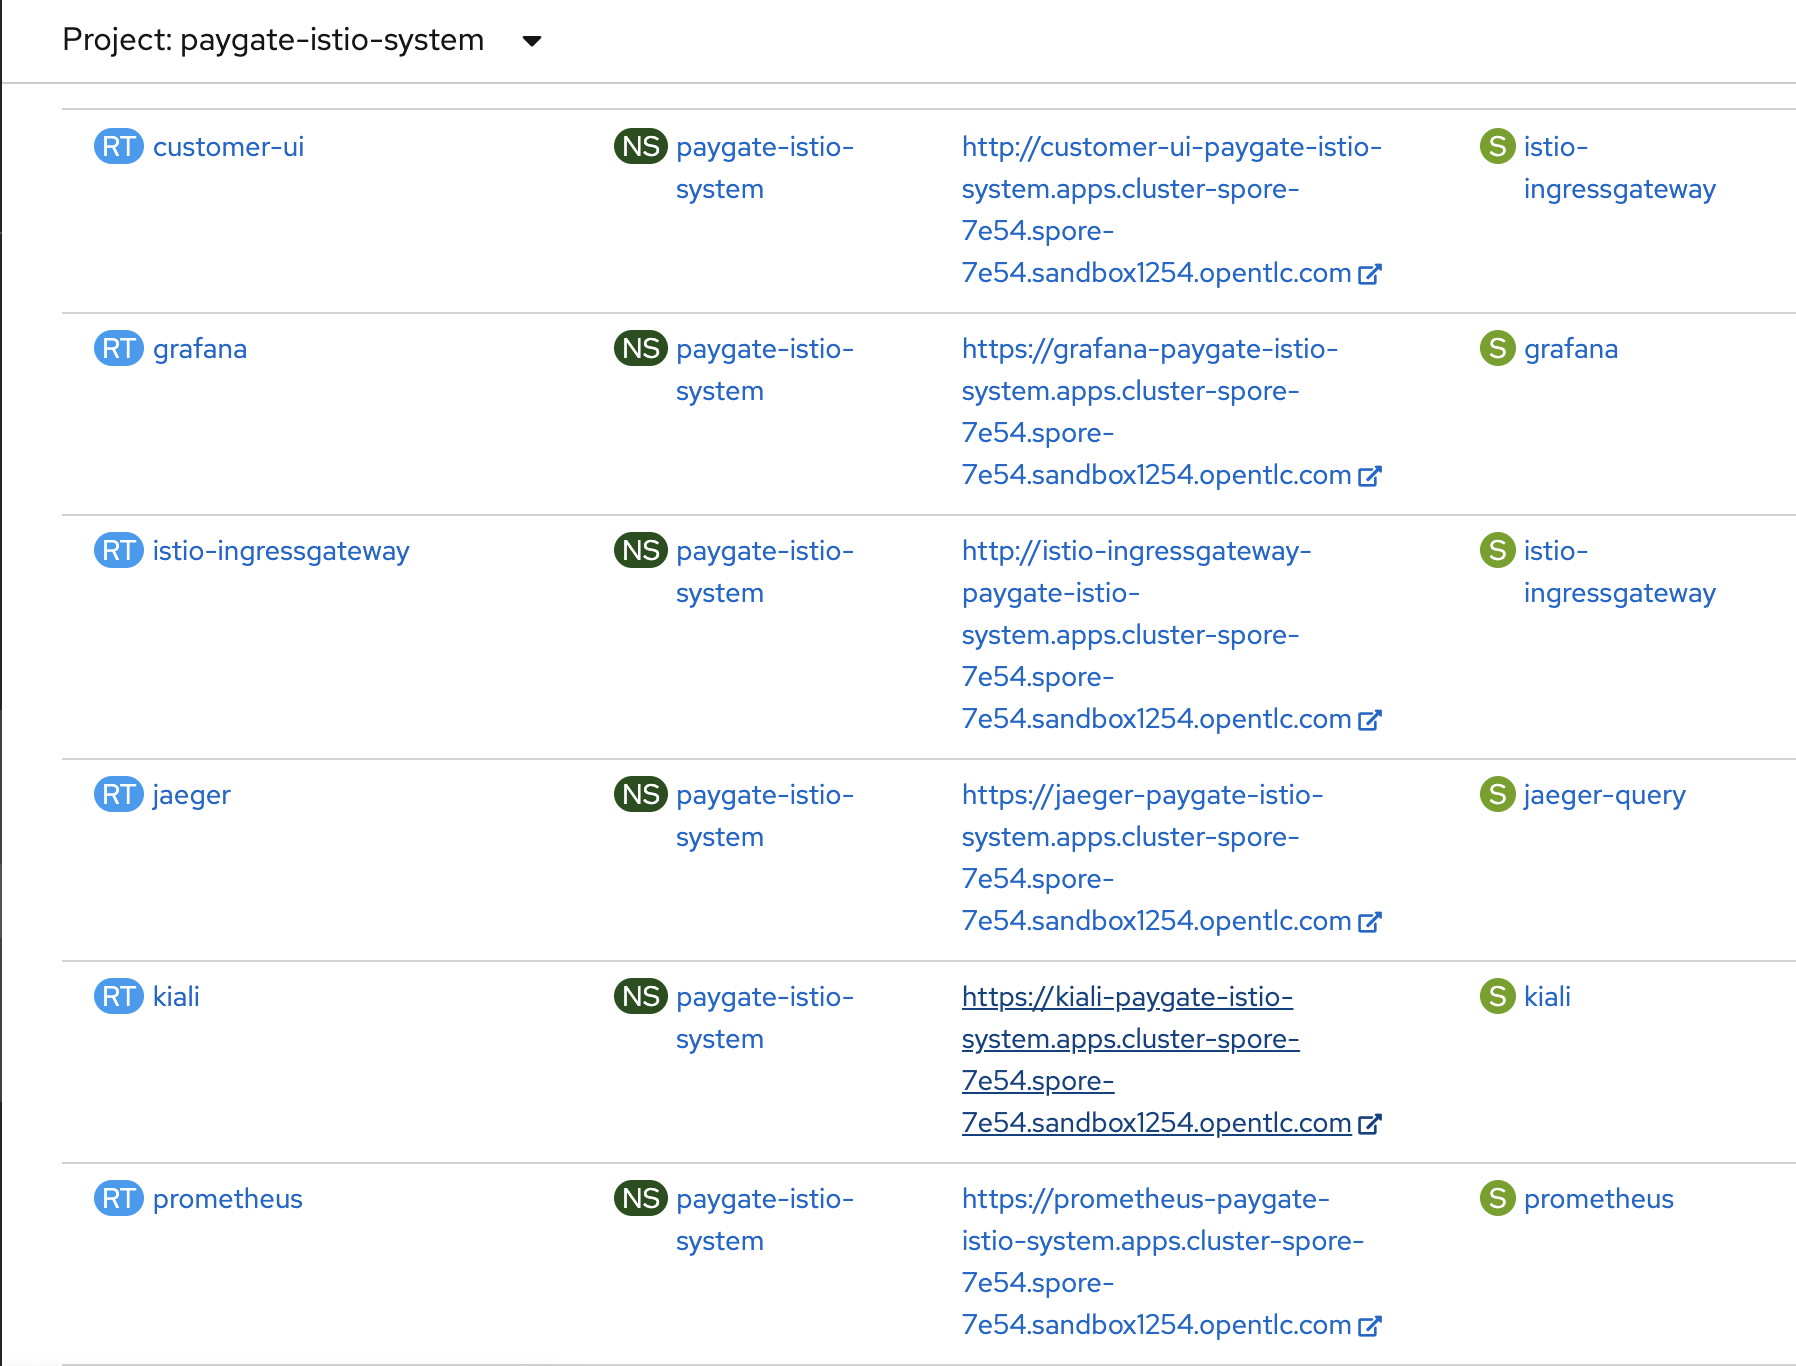 Project: paygate-istio-system
RT customer-ui
NS paygate-istio-
system
http://customer-ui-paygate-istio-
system.apps.cluster-spore-
7e54.spore-
7e54.sandbox1254.opentlc.com
S istio-
ingressgateway
RT grafana
NS paygate-istio-
system
https://grafana-paygate-istio-
system.apps.cluster-spore-
7e54.spore-
7e54.sandbox1254.opentlc.com
S grafana
RT istio-ingressgateway
NS paygate-istio-
system
http://istio-ingressgateway-
paygate-istio-
system.apps.cluster-spore-
7e54.spore-
7e54.sandbox1254.opentlc.com
S istio-
ingressgateway
RT jaeger
NS paygate-istio-
system
https://jaeger-paygate-istio-
system.apps.cluster-spore-
7e54.spore-
7e54.sandbox1254.opentlc.com
S jaeger-query
RT kiali
NS paygate-istio-
system
https://kiali-paygate-istio-
system.apps.cluster-spore-
7e54.spore-
7e54.sandbox1254.opentlc.com
S kiali
RT prometheus
NS paygate-istio-
system
https://prometheus-paygate-
istio-system.apps.cluster-spore-
7e54.spore-
7e54.sandbox1254.opentlc.com
S prometheus